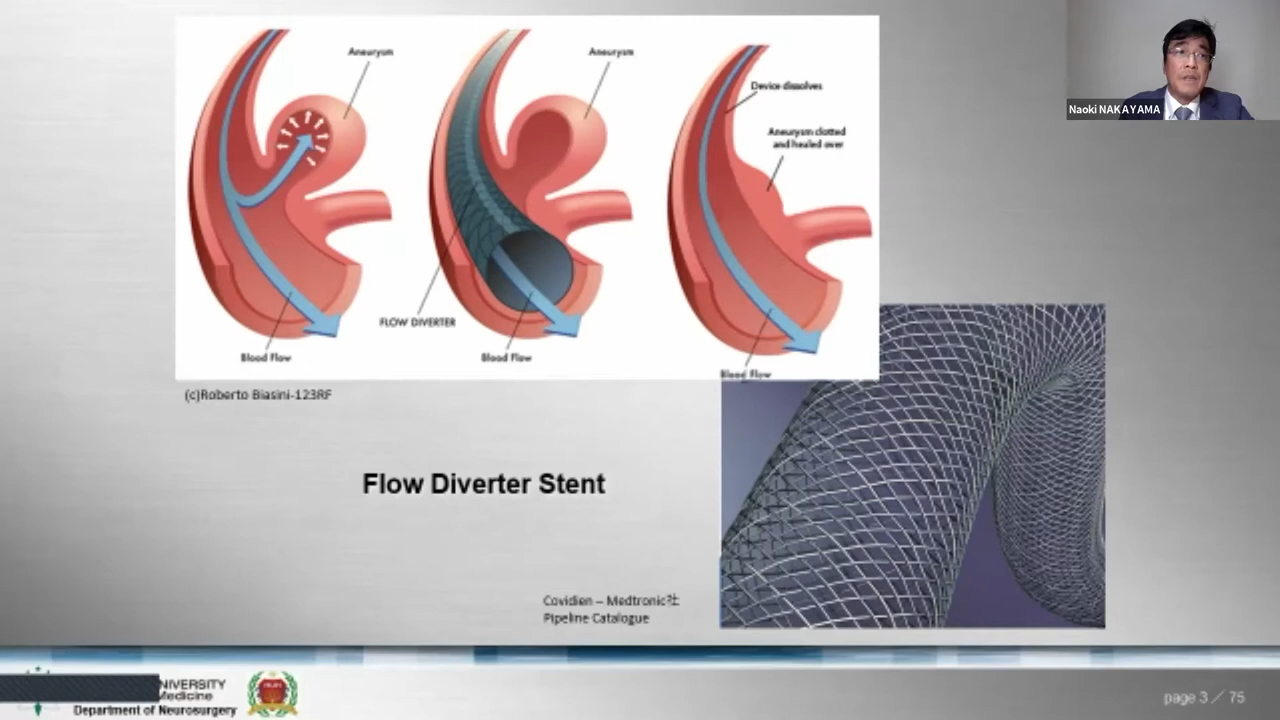 Aneurysm
Blood Flow
Aneurysm
FLOW DIVERTER
Blood Flow
Device dissolves
Aneurysm clotted
and healed over
Blood Flow
Naoki NAKAYAMA
(c)Roberto Biasini-123RF
Flow Diverter Stent
Covidien – Medtronic社
Pipeline Catalogue
NIVERSITY
Medicine
Department of Neurosurgery
page 3 / 75